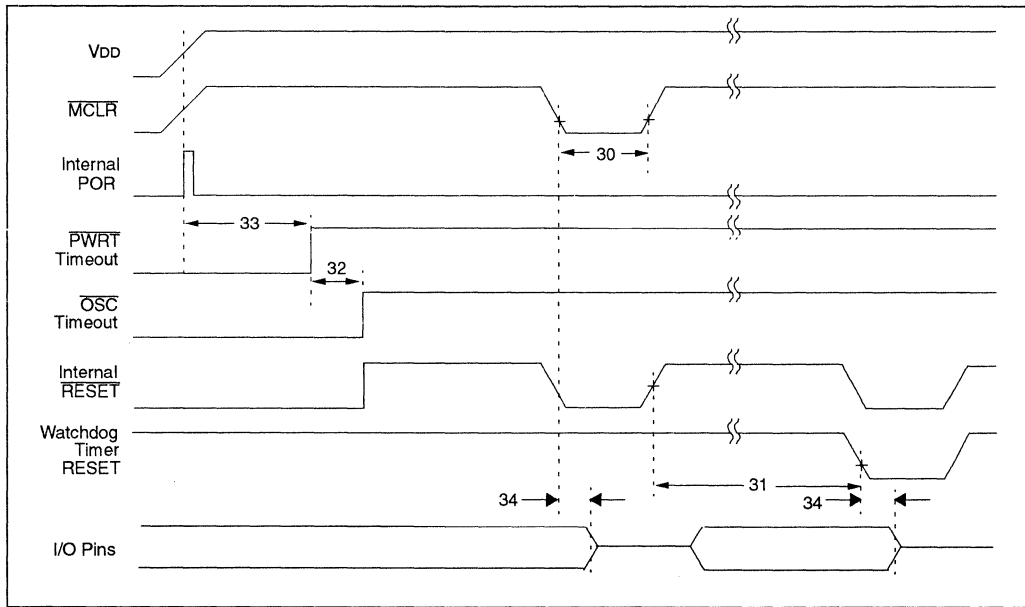 VDD
MCLR
30
Internal
POR
33
PWRT
Timeout
32
OSC
Timeout
Internal
RESET
Watchdog
Timer
RESET
31
34
34
I/O Pins